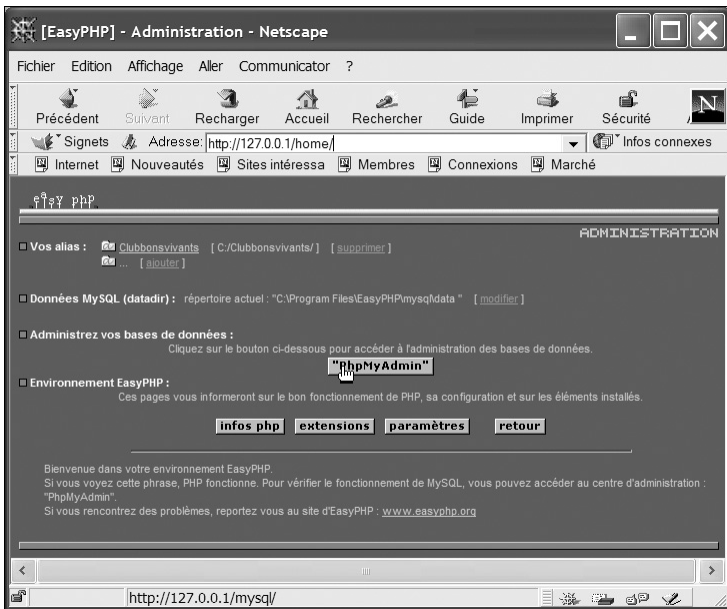 [EasyPHP] - Administration - Netscape
Fichier Edition Affichage Aller Communicator ?
Précédent Suivant Recharger Accueil Rechercher Guide Imprimer Sécurité
N
Signets Adresse: http://127.0.0.1/home/ Infos connexes
Internet Nouveautés Sites intéressa Membres Connexions Marché
easy php
ADMINISTRATION
Vos alias : Clubbonsvivants [ C:/Clubbonsvivants/ ] [ supprimer ]
... [ ajouter ]
Données MySQL (datadir) : répertoire actuel : "C:\Program Files\EasyPHP\mysql\data " [ modifier ]
Administrez vos bases de données :
Cliquez sur le bouton ci-dessous pour accéder à l'administration des bases de données.
"PhpMyAdmin"
Environnement EasyPHP :
Ces pages vous informeront sur le bon fonctionnement de PHP, sa configuration et sur les éléments installés.
infos php extensions paramètres retour
Bienvenue dans votre environnement EasyPHP.
Si vous voyez cette phrase, PHP fonctionne. Pour vérifier le fonctionnement de MySQL, vous pouvez accéder au centre d'administration :
"PhpMyAdmin".
Si vous rencontrez des problèmes, reportez vous au site d'EasyPHP : www.easyphp.org
http://127.0.0.1/mysql/